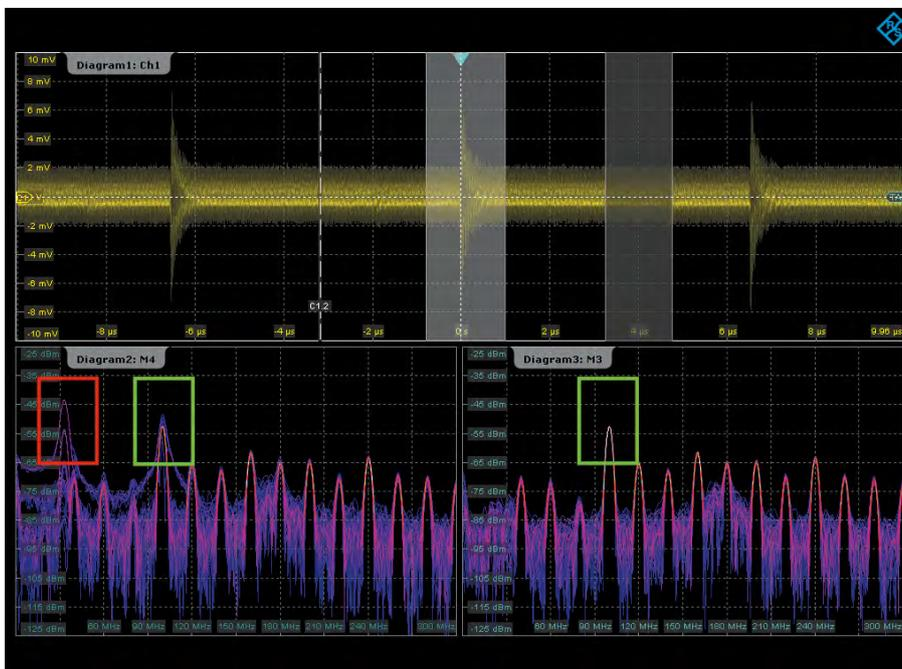 R&S
10 mV
Diagram1: Ch1
8 mV
6 mV
4 mV
2 mV
-2 mV
-4 mV
-6 mV
-8 mV
-10 mV
C1.2
TA
-8 µs
-6 µs
-4 µs
-2 µs
0 s
2 µs
4 µs
6 µs
8 µs
9.96 µs
Diagram2: M4
-25 dBm
-35 dBm
-45 dBm
-55 dBm
-65 dBm
-75 dBm
-85 dBm
-95 dBm
-105 dBm
-115 dBm
-125 dBm
60 MHz
90 MHz
120 MHz
150 MHz
180 MHz
210 MHz
240 MHz
300 MHz
Diagram3: M3
-25 dBm
-35 dBm
-45 dBm
-55 dBm
-65 dBm
-75 dBm
-85 dBm
-95 dBm
-105 dBm
-115 dBm
-125 dBm
60 MHz
90 MHz
120 MHz
150 MHz
180 MHz
210 MHz
240 MHz
300 MHz